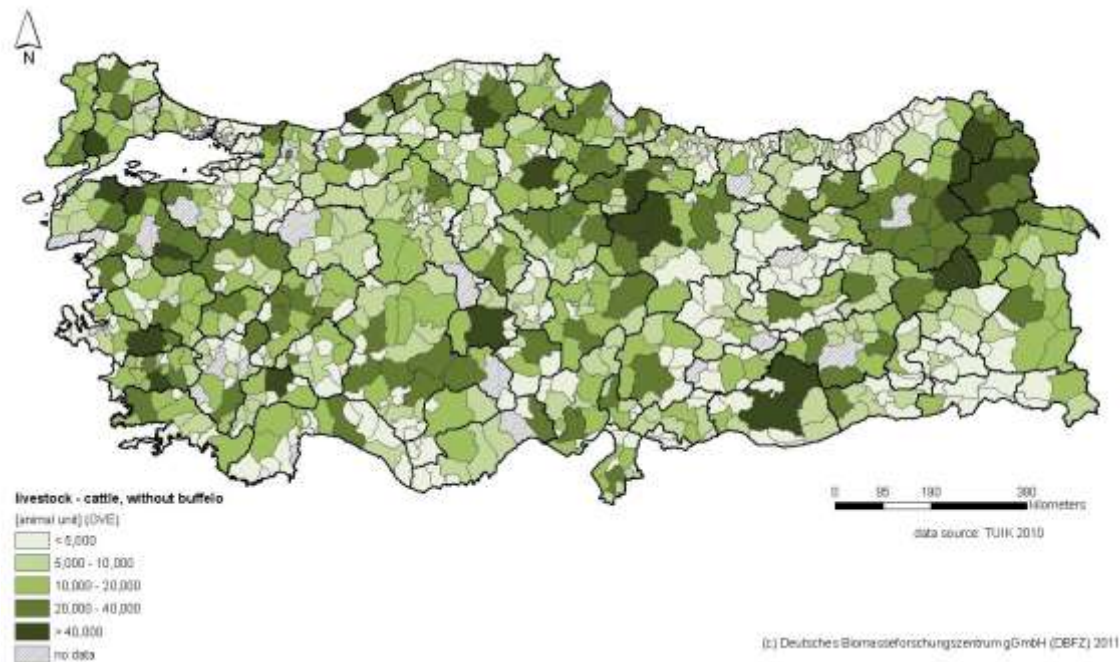 N
livestock - cattle, without buffelo
[animal unit] (GVE)
< 5,000
5,000 - 10,000
10,000 - 20,000
20,000 - 40,000
> 40,000
no data
0 95 190 380
Kilometers
data source: TUIK 2010
(c) Deutsches Biomasseforschungszentrum gGmbH (DBFZ) 2011